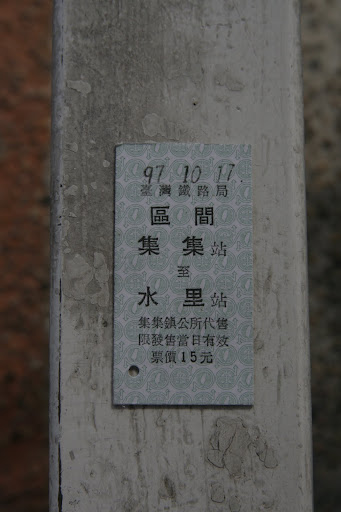 97 10 17
臺灣鐵路局
區間
集集站
至
水里站
集集鎮公所代售
限發售當日有效
票價15元